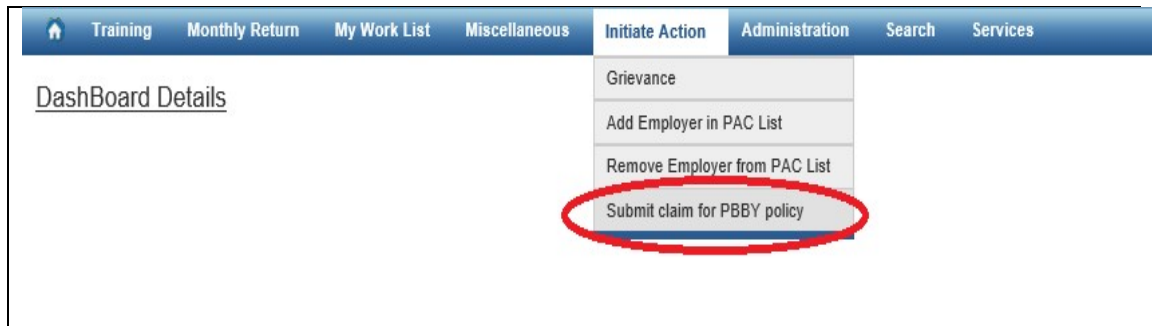 Training Monthly Return My Work List Miscellaneous Initiate Action Administration Search Services
DashBoard Details
Grievance
Add Employer in PAC List
Remove Employer from PAC List
Submit claim for PBBY policy